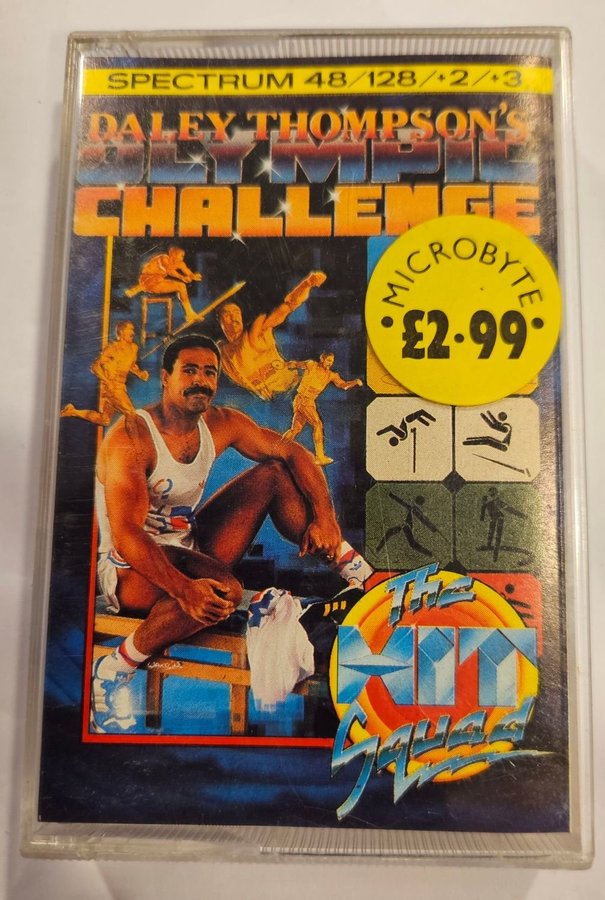 SPECTRUM 48/128/+2/+3
DALEY THOMPSON'S
OLYMPIC
CHALLENGE
• MICROBYTE •
£2·99
The
HIT
Squad